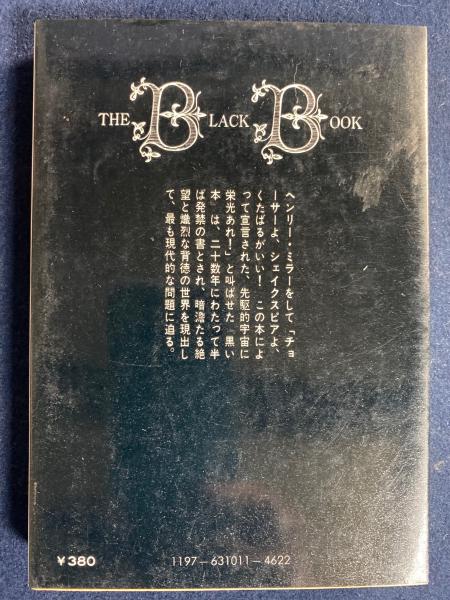 THE BLACK BOOK
ヘンリー・ミラーをして「チョ
ーサーよ、シェイクスピアよ、
くたばるがいい! この本によ
って宣言された、先駆的宇宙に
栄光あれ!」と叫ばせた〝黒い
本〟は、二十数年にわたって半
ば発禁の書とされ、暗澹たる絶
望と熾烈な背徳の世界を現出し
て、最も現代的な問題に迫る。
¥380
1197-631011-4622